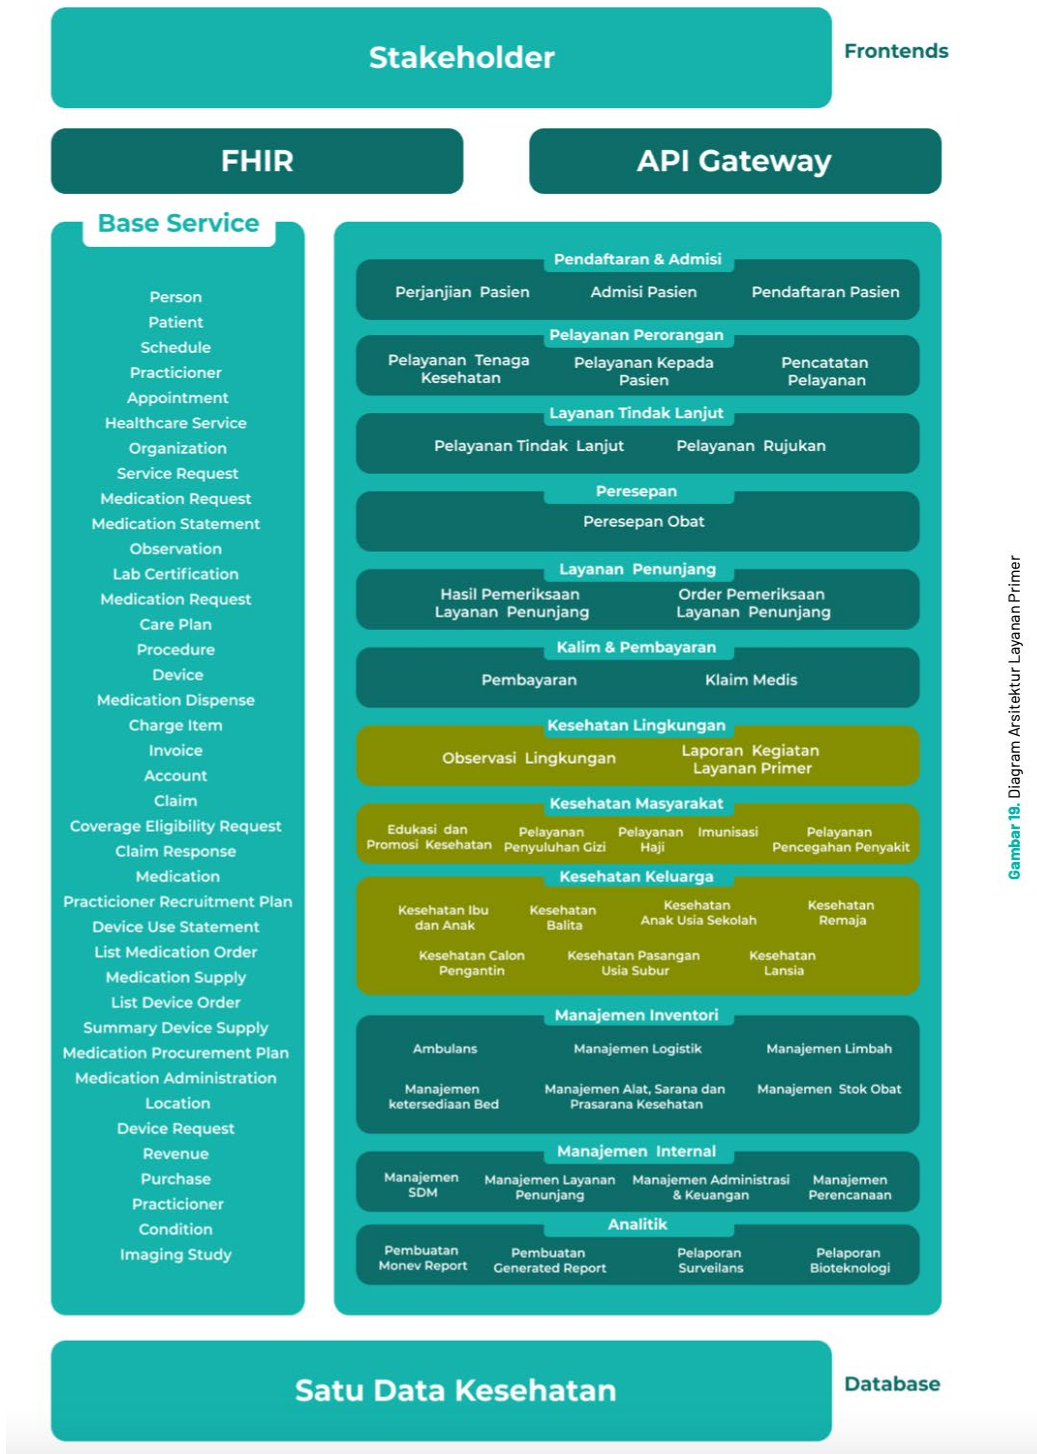 Stakeholder
Frontends
FHIR
API Gateway
Base Service
Person
Patient
Schedule
Practicioner
Appointment
Healthcare Service
Organization
Service Request
Medication Request
Medication Statement
Observation
Lab Certification
Medication Request
Care Plan
Procedure
Device
Medication Dispense
Charge Item
Invoice
Account
Claim
Coverage Eligibility Request
Claim Response
Medication
Practicioner Recruitment Plan
Device Use Statement
List Medication Order
Medication Supply
List Device Order
Summary Device Supply
Medication Procurement Plan
Medication Administration
Location
Device Request
Revenue
Purchase
Practicioner
Condition
Imaging Study
Pendaftaran & Admisi
Perjanjian Pasien
Admisi Pasien
Pendaftaran Pasien
Pelayanan Perorangan
Pelayanan Tenaga
Kesehatan
Pelayanan Kepada
Pasien
Pencatatan
Pelayanan
Layanan Tindak Lanjut
Pelayanan Tindak Lanjut
Pelayanan Rujukan
Peresepan
Peresepan Obat
Layanan Penunjang
Hasil Pemeriksaan
Layanan Penunjang
Order Pemeriksaan
Layanan Penunjang
Kalim & Pembayaran
Pembayaran
Klaim Medis
Kesehatan Lingkungan
Observasi Lingkungan
Laporan Kegiatan
Layanan Primer
Kesehatan Masyarakat
Edukasi dan
Promosi Kesehatan
Pelayanan
Penyuluhan Gizi
Pelayanan
Haji
Imunisasi
Pelayanan
Pencegahan Penyakit
Kesehatan Keluarga
Kesehatan Ibu
dan Anak
Kesehatan
Balita
Kesehatan
Anak Usia Sekolah
Kesehatan
Remaja
Kesehatan Calon
Pengantin
Kesehatan Pasangan
Usia Subur
Kesehatan
Lansia
Manajemen Inventori
Ambulans
Manajemen Logistik
Manajemen Limbah
Manajemen
ketersediaan Bed
Manajemen Alat, Sarana dan
Prasarana Kesehatan
Manajemen Stok Obat
Manajemen Internal
Manajemen
SDM
Manajemen Layanan
Penunjang
Manajemen Administrasi
& Keuangan
Manajemen
Perencanaan
Analitik
Pembuatan
Monev Report
Pembuatan
Generated Report
Pelaporan
Surveilans
Pelaporan
Bioteknologi
Satu Data Kesehatan
Database
Gambar 19. Diagram Arsitektur Layanan Primer